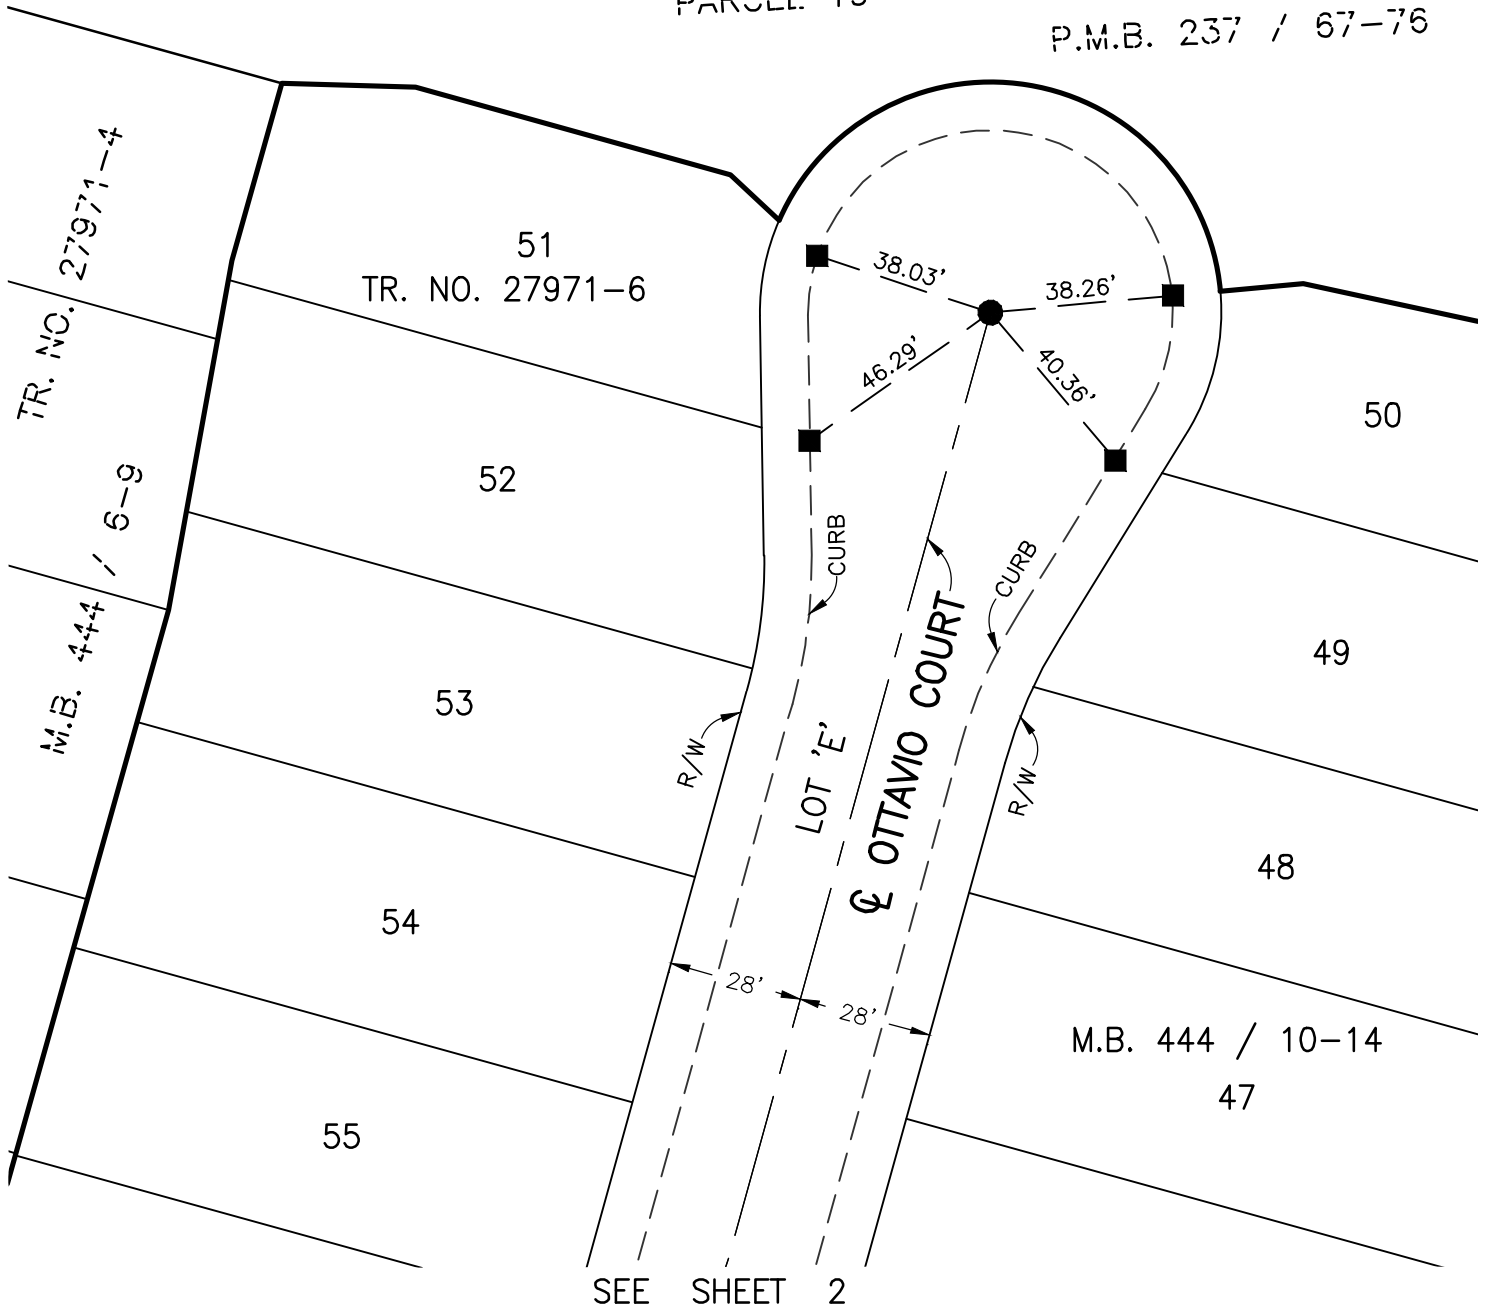 P.M.B. 237 / 67-76
TR. NO. 27971-4
M.B. 444 / 6-9
51
TR. NO. 27971-6
38.03'
38.26'
46.29'
40.36'
50
52
CURB
CURB
49
53
R/W
LOT 'E'
℄ OTTAVIO COURT
R/W
48
54
28'
28'
M.B. 444 / 10-14
47
55
SEE SHEET 2